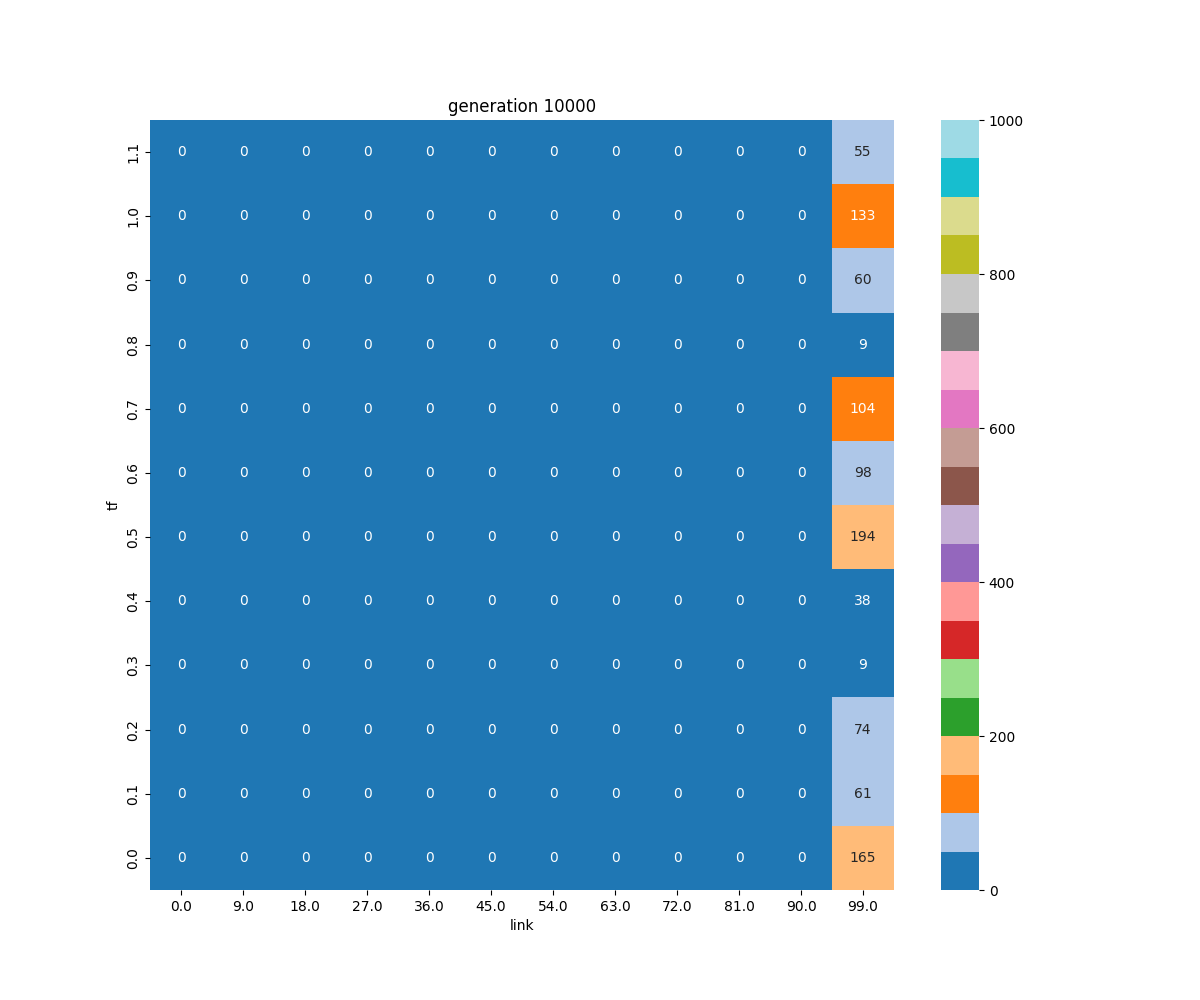 generation 10000
tf
1.1 0 0 0 0 0 0 0 0 0 0 0 55
1.0 0 0 0 0 0 0 0 0 0 0 0 133
0.9 0 0 0 0 0 0 0 0 0 0 0 60
0.8 0 0 0 0 0 0 0 0 0 0 0 9
0.7 0 0 0 0 0 0 0 0 0 0 0 104
0.6 0 0 0 0 0 0 0 0 0 0 0 98
0.5 0 0 0 0 0 0 0 0 0 0 0 194
0.4 0 0 0 0 0 0 0 0 0 0 0 38
0.3 0 0 0 0 0 0 0 0 0 0 0 9
0.2 0 0 0 0 0 0 0 0 0 0 0 74
0.1 0 0 0 0 0 0 0 0 0 0 0 61
0.0 0 0 0 0 0 0 0 0 0 0 0 165
0.0 9.0 18.0 27.0 36.0 45.0 54.0 63.0 72.0 81.0 90.0 99.0
link
1000
800
600
400
200
0